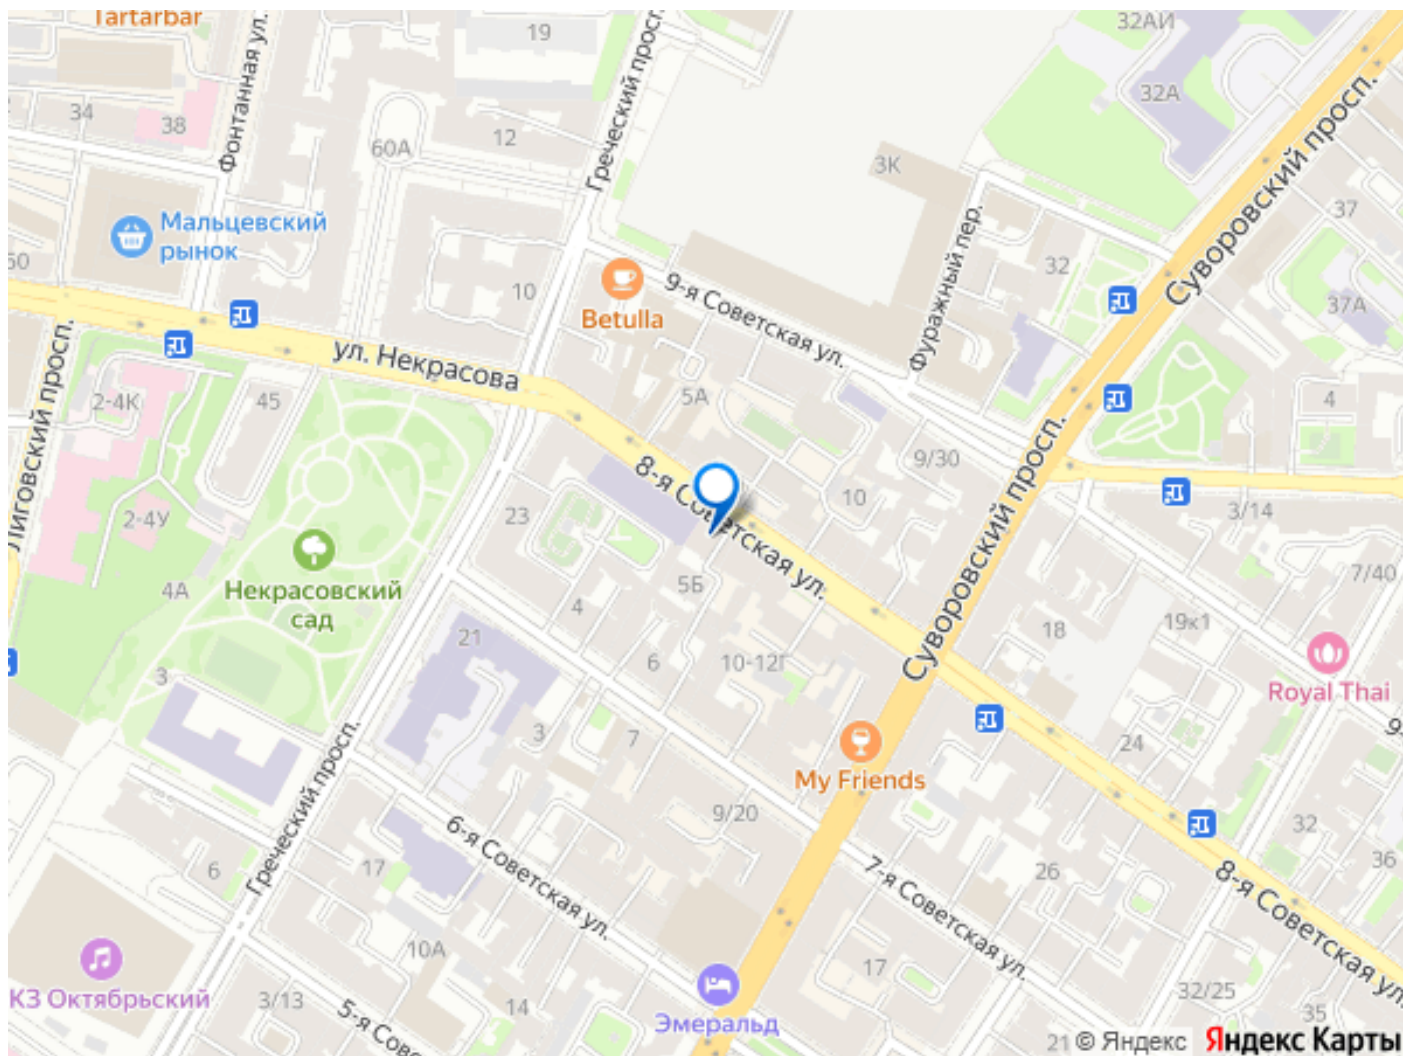 Tartarbar
19
32АИ
32А
34
38
Фонтанная ул.
60А
12
Греческий просп.
3К
Суворовский просп.
37
Мальцевский
рынок
Фуражный пер.
32
37А
10
Betulla
9-я Советская ул.
ул. Некрасова
Лиговский просп.
2-4К
45
5А
4
9/30
8-я Советская ул.
10
2-4У
23
3/14
Суворовский просп.
4А
Некрасовский
сад
5Б
4
7/40
21
6
10-12Г
18
19к1
Royal Thai
3
3
7
24
My Friends
9/20
Греческий просп.
6
17
6-я Советская ул.
7-я Советская ул.
26
32
36
8-я Советская ул.
10А
17
КЗ Октябрьский
3/13
5-я Сове
14
Эмеральд
32/25
35
21
© Яндекс
Яндекс Карты